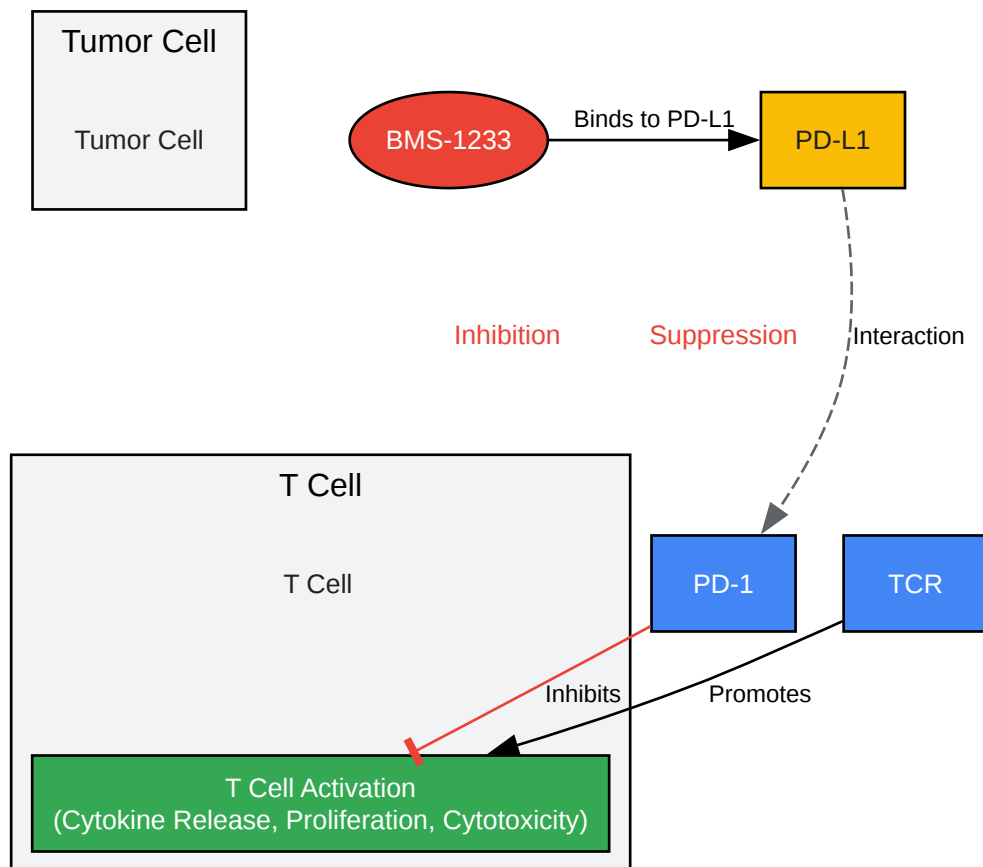 Tumor Cell
Tumor Cell
BMS-1233
Binds to PD-L1
PD-L1
Inhibition
Suppression
Interaction
T Cell
T Cell
PD-1
TCR
Inhibits
Promotes
T Cell Activation
(Cytokine Release, Proliferation, Cytotoxicity)